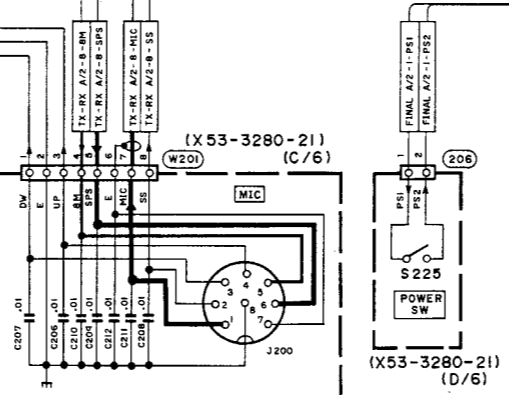 TX-RX A/2-8-8M
TX-RX A/2-8-SPS
TX-RX A/2-8-MIC
TX-RX A/2-8-SS
FINAL A/2-1-PS1
FINAL A/2-1-PS2
(X53-3280-21)
(C/6)
W201
206
1 2 3 4 5 6 7 8
1 2
DW E UP 8M SPS E MIC SS
MIC
PS1 PS2
S225
POWER
SW
4
3 5
2 8 6
1 7
J200
C207 .01
C206 .01
C210 .01
C209 .01
C212 .01
C211 .01
C208 .01
(X53-3280-21)
(D/6)